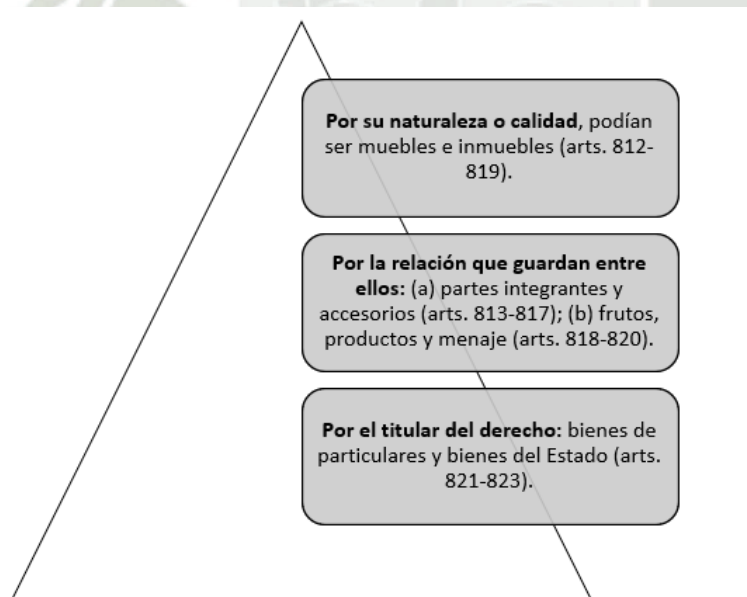 Por su naturaleza o calidad, podían
ser muebles e inmuebles (arts. 812-
819).
Por la relación que guardan entre
ellos: (a) partes integrantes y
accesorios (arts. 813-817); (b) frutos,
productos y menaje (arts. 818-820).
Por el titular del derecho: bienes de
particulares y bienes del Estado (arts.
821-823).